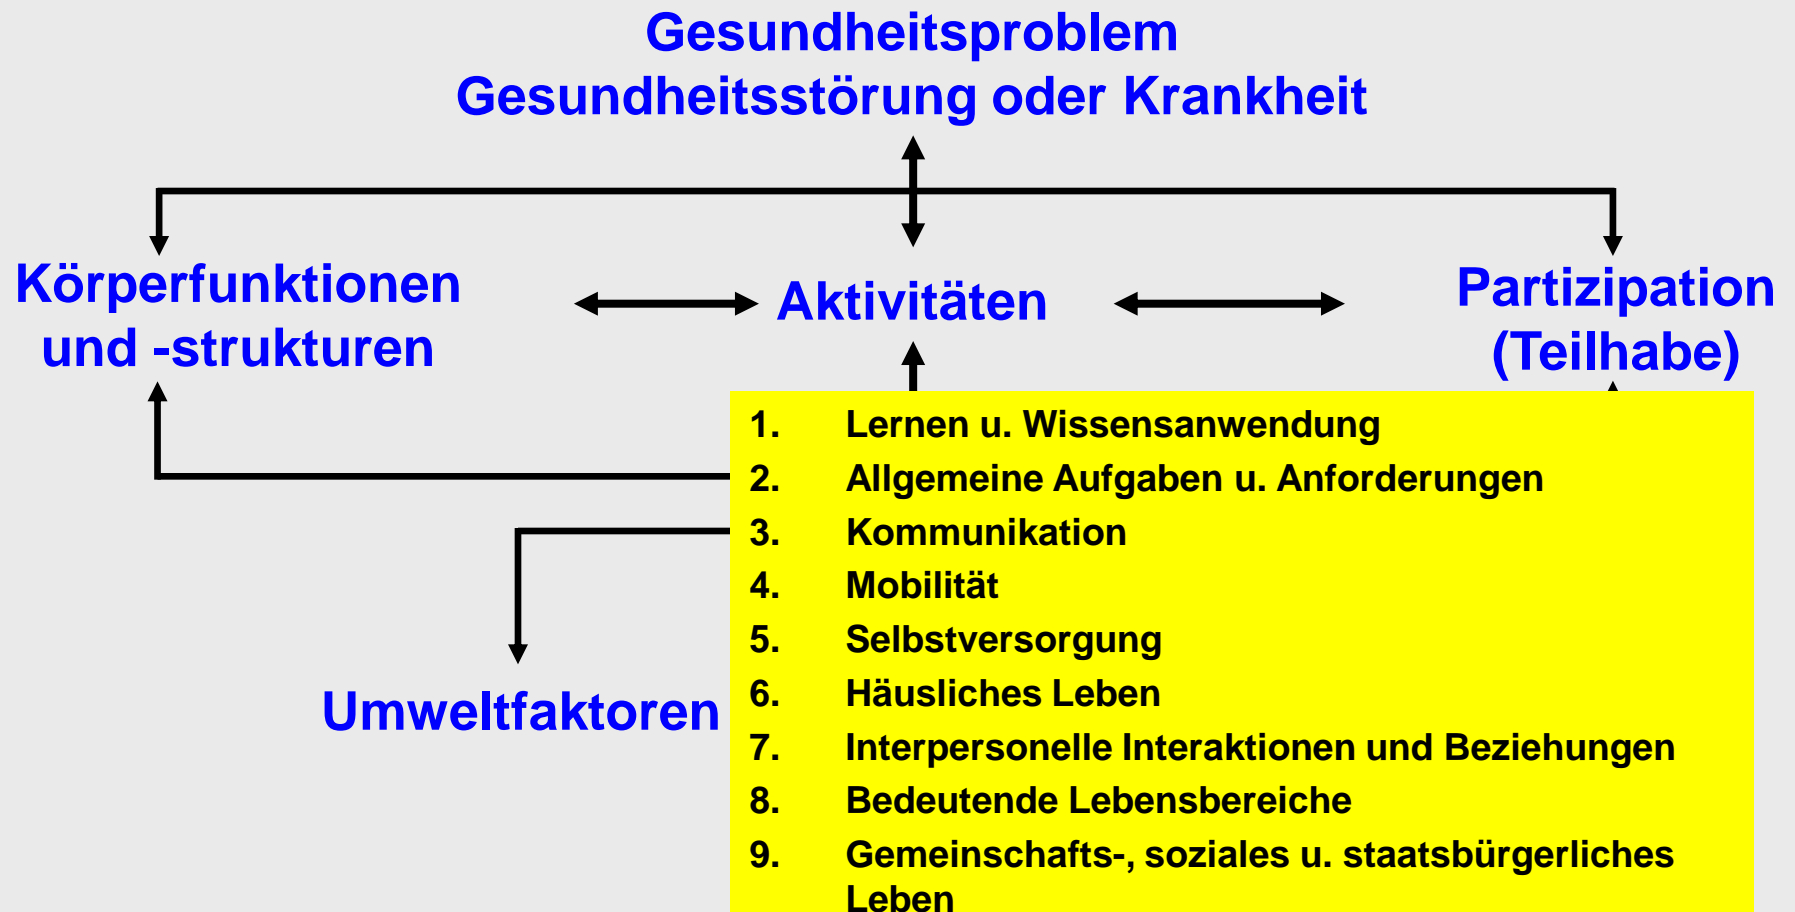 Gesundheitsproblem
Gesundheitsstörung oder Krankheit
Körperfunktionen
und -strukturen
Aktivitäten
Partizipation
(Teilhabe)
1. Lernen u. Wissensanwendung
2. Allgemeine Aufgaben u. Anforderungen
3. Kommunikation
4. Mobilität
5. Selbstversorgung
6. Häusliches Leben
7. Interpersonelle Interaktionen und Beziehungen
8. Bedeutende Lebensbereiche
9. Gemeinschafts-, soziales u. staatsbürgerliches
Leben
Umweltfaktoren